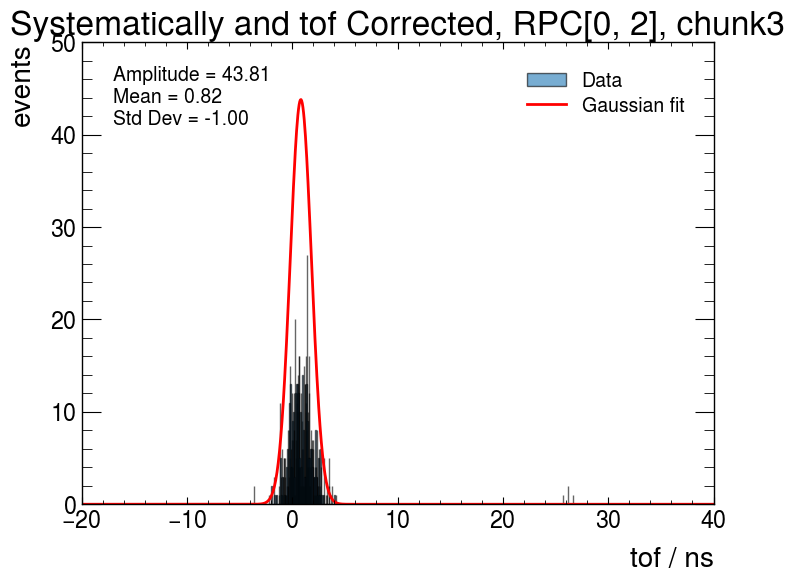 Systematically and tof Corrected, RPC[0, 2], chunk3
events
50
40
30
20
10
0
Amplitude = 43.81
Mean = 0.82
Std Dev = -1.00
Data
Gaussian fit
−20
−10
0
10
20
30
40
tof / ns